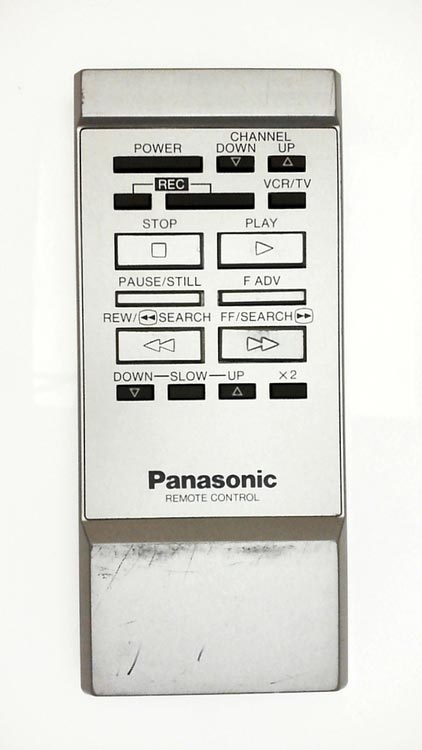 CHANNEL
POWER DOWN UP
REC VCR/TV
STOP PLAY
PAUSE/STILL F ADV
REW/ SEARCH FF/SEARCH
DOWN—SLOW—UP ×2
Panasonic
REMOTE CONTROL